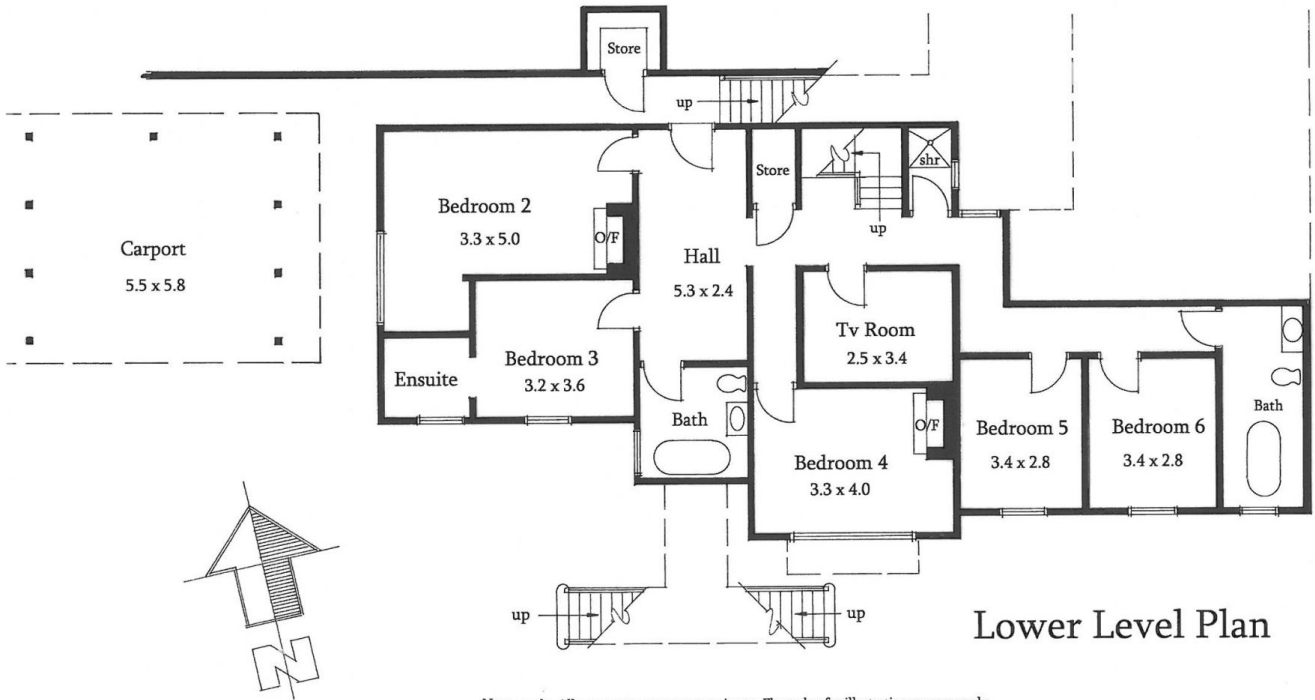 Store
up
shr
Store
Bedroom 2
3.3 x 5.0
O/F
up
Carport
5.5 x 5.8
Hall
5.3 x 2.4
Tv Room
2.5 x 3.4
Bedroom 3
3.2 x 3.6
Ensuite
Bath
O/F
Bedroom 4
3.3 x 4.0
Bedroom 5
3.4 x 2.8
Bedroom 6
3.4 x 2.8
Bath
up
up
Lower Level Plan
N